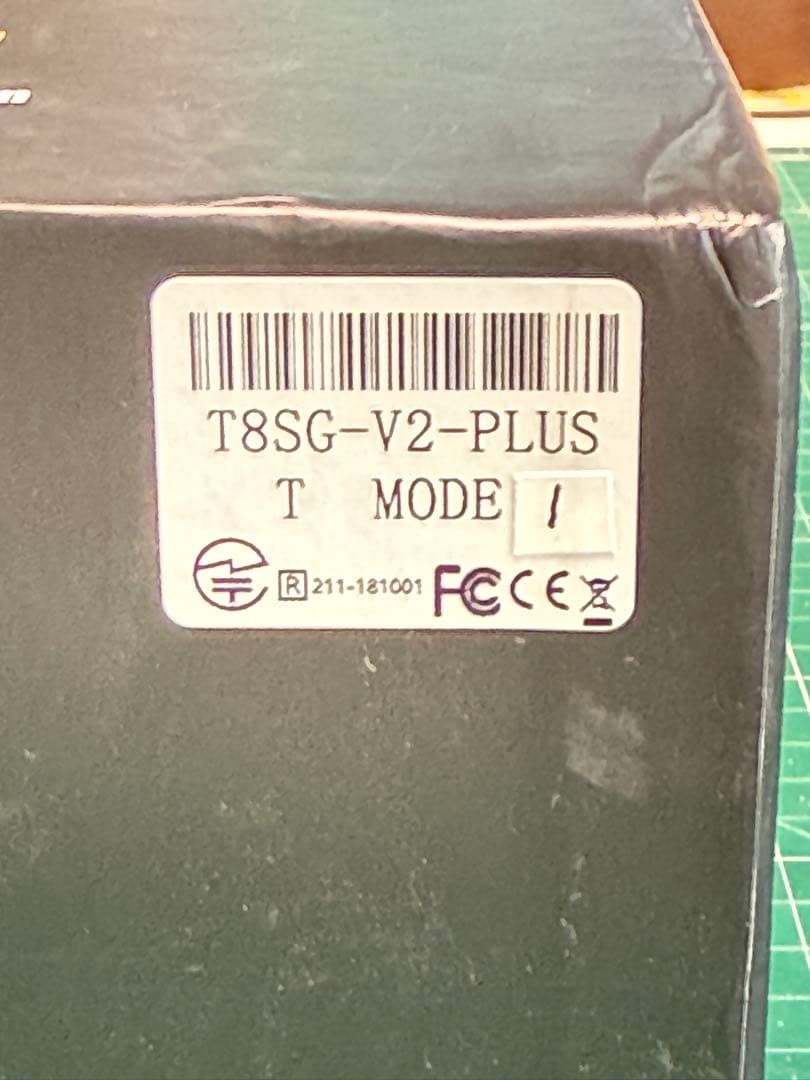 T8SG-V2-PLUS
T MODE 1
R 211-181001 FC CE